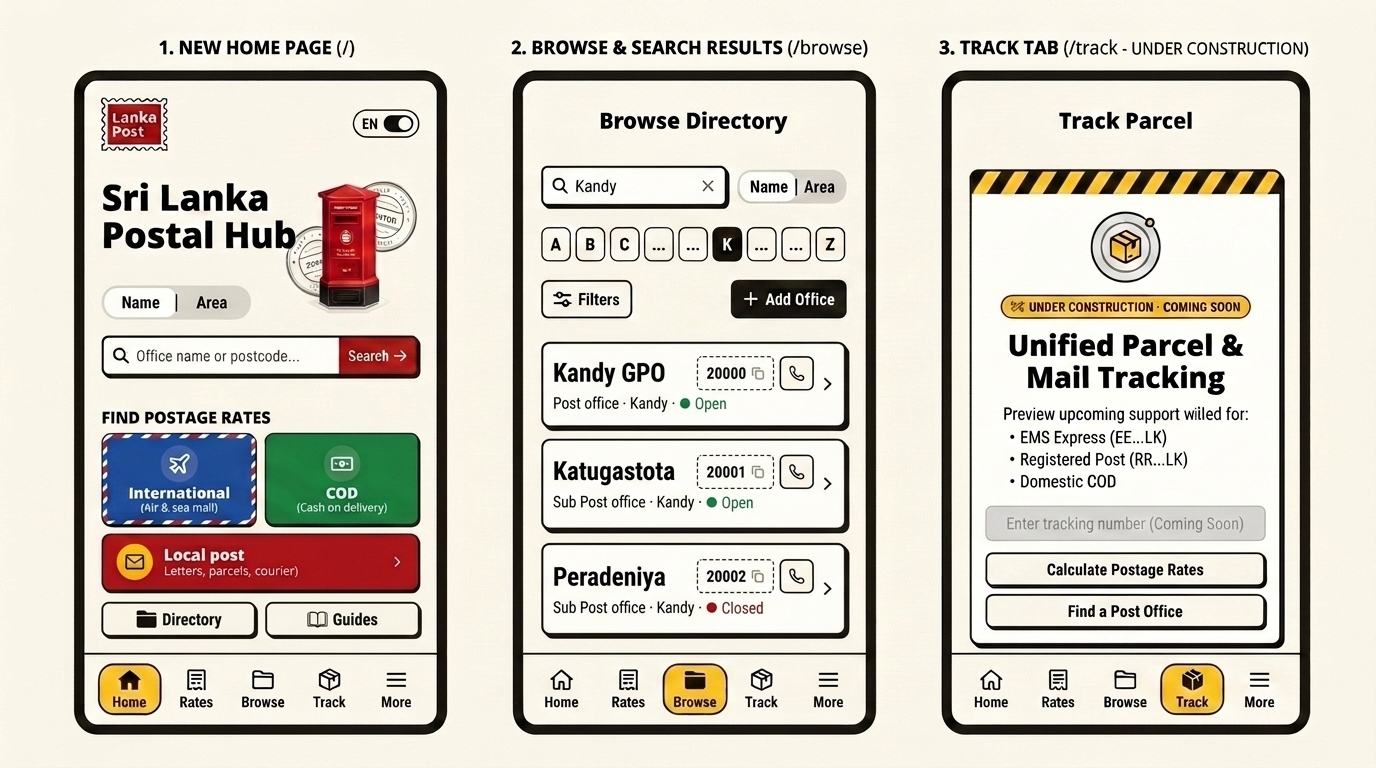 1. NEW HOME PAGE (/)
Lanka
Post
EN
Sri Lanka
Postal Hub
Name | Area
Office name or postcode...
Search →
FIND POSTAGE RATES
International
(Air & sea mall)
COD
(Cash on delivery)
Local post
Letters, parcels, courier)
Directory
Guides
Home
Rates
Browse
Track
More
2. BROWSE & SEARCH RESULTS (/browse)
Browse Directory
Kandy
Name | Area
A B C ... ... K ... ... Z
Filters
+ Add Office
Kandy GPO
20000
Post office · Kandy · ● Open
Katugastota
20001
Sub Post office · Kandy · ● Open
Peradeniya
20002
Sub Post office · Kandy · ● Closed
Home
Rates
Browse
Track
More
3. TRACK TAB (/track - UNDER CONSTRUCTION)
Track Parcel
UNDER CONSTRUCTION · COMING SOON
Unified Parcel &
Mail Tracking
Preview upcoming support willed for:
• EMS Express (EE...LK)
• Registered Post (RR...LK)
• Domestic COD
Enter tracking number (Coming Soon)
Calculate Postage Rates
Find a Post Office
Home
Rates
Browse
Track
More